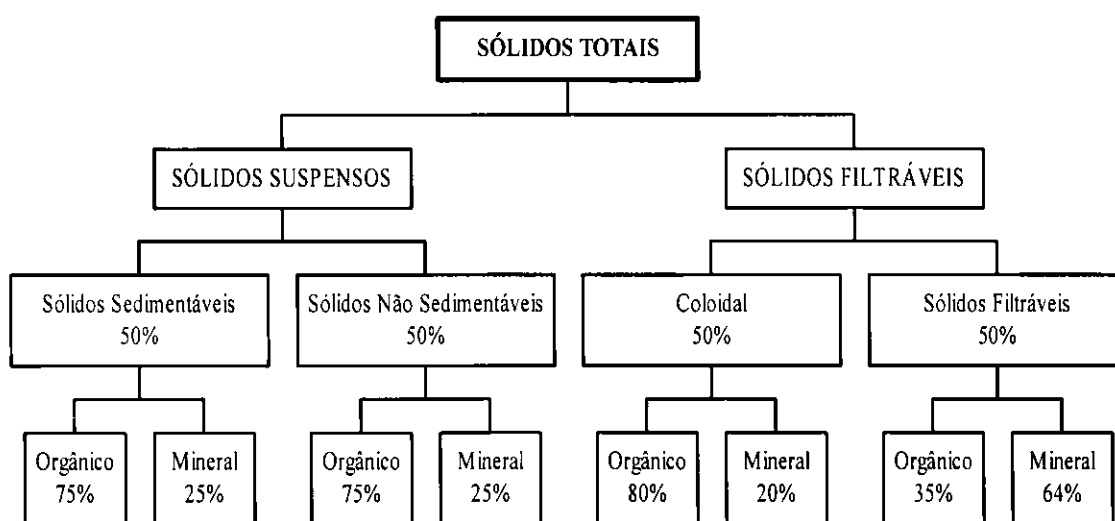 SÓLIDOS TOTAIS
SÓLIDOS SUSPENSOS
SÓLIDOS FILTRÁVEIS
Sólidos Sedimentáveis
50%
Sólidos Não Sedimentáveis
50%
Coloidal
50%
Sólidos Filtráveis
50%
Orgânico
75%
Mineral
25%
Orgânico
75%
Mineral
25%
Orgânico
80%
Mineral
20%
Orgânico
35%
Mineral
64%